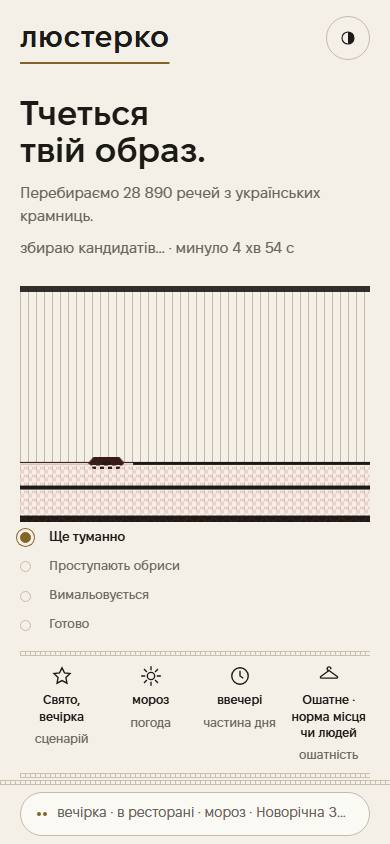 люстерко
Тчеться
твій образ.
Перебираємо 28 890 речей з українських
крамниць.
збираю кандидатів... · минуло 4 хв 54 с
Ще туманно
Проступають обриси
Вимальовується
Готово
Свято,
вечірка
сценарій
мороз
погода
ввечері
частина дня
Ошатне ·
норма місця
чи людей
ошатність
вечірка · в ресторані · мороз · Новорічна З...